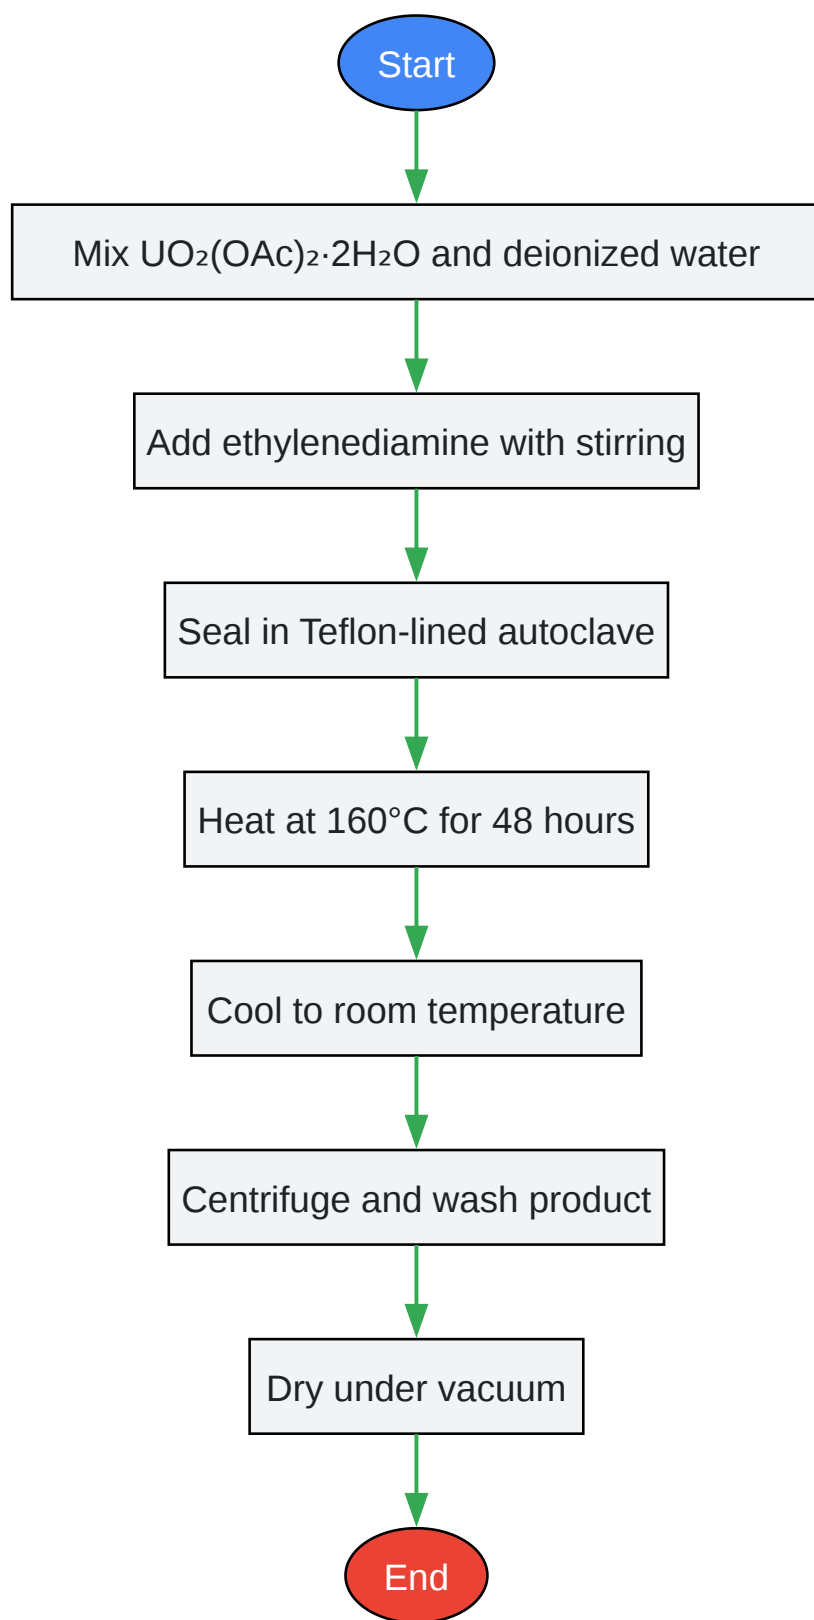 Start
Mix UO₂(OAc)₂·2H₂O and deionized water
Add ethylenediamine with stirring
Seal in Teflon-lined autoclave
Heat at 160°C for 48 hours
Cool to room temperature
Centrifuge and wash product
Dry under vacuum
End